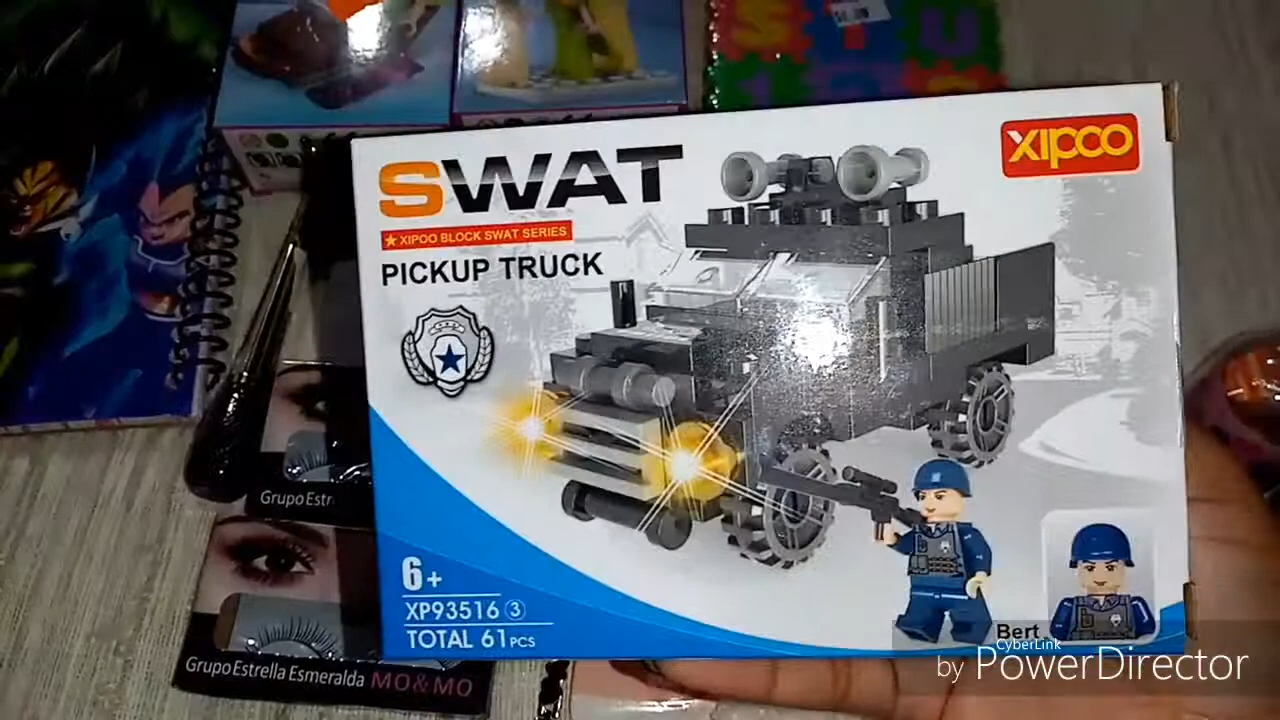 XIPOO
SWAT
★ XIPOO BLOCK SWAT SERIES
PICKUP TRUCK
6+
XP93516 ③
TOTAL 61 PCS
Bert
Grupo Estr
Grupo Estrella Esmeralda MO&MO
CyberLink
by PowerDirector